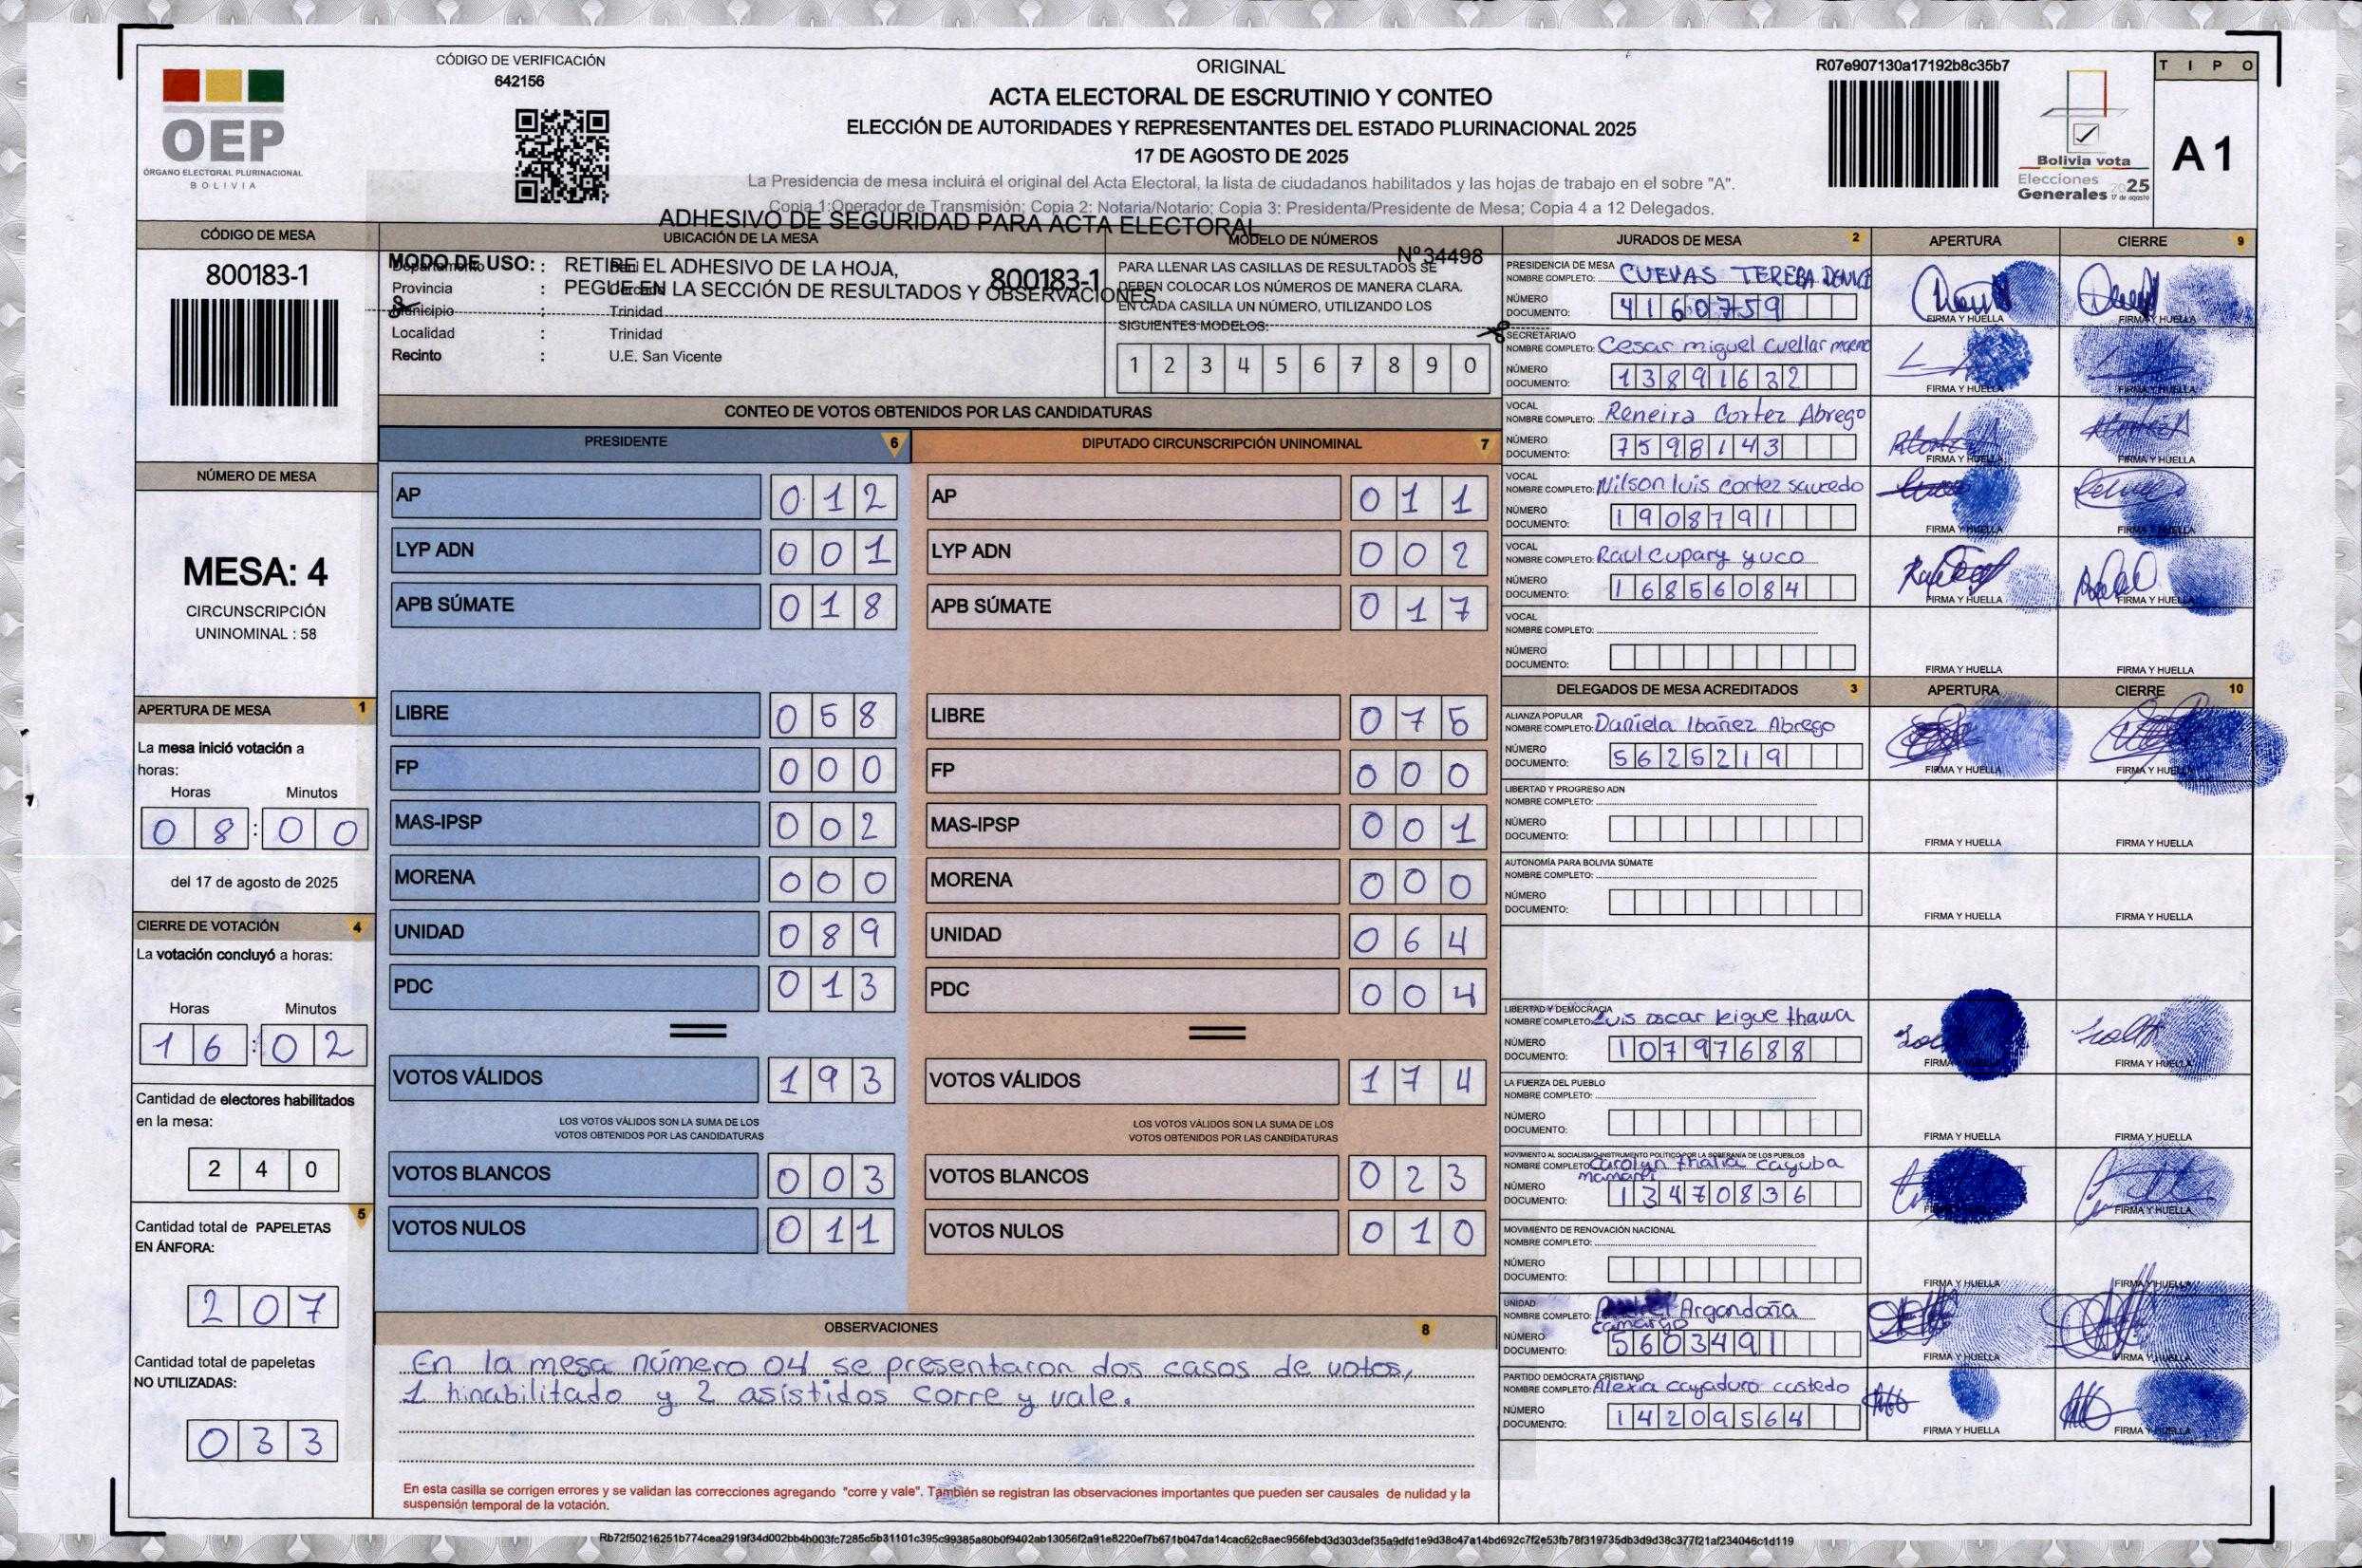 CÓDIGO DE VERIFICACIÓN
642156
OEP
ÓRGANO ELECTORAL PLURINACIONAL
BOLIVIA
ORIGINAL
ACTA ELECTORAL DE ESCRUTINIO Y CONTEO
ELECCIÓN DE AUTORIDADES Y REPRESENTANTES DEL ESTADO PLURINACIONAL 2025
17 DE AGOSTO DE 2025
La Presidencia de mesa incluirá el original del Acta Electoral, la lista de ciudadanos habilitados y las hojas de trabajo en el sobre "A".
Copia 1:Operador de Transmisión; Copia 2: Notaria/Notario; Copia 3: Presidenta/Presidente de Mesa; Copia 4 a 12 Delegados.
R07e907130a17192b8c35b7
Bolivia vota
Elecciones
Generales 2025
17 de agosto
TIPO
A1
ADHESIVO DE SEGURIDAD PARA ACTA ELECTORAL
Nº34498
MODO DE USO: RETIRE EL ADHESIVO DE LA HOJA,
PEGUE EN LA SECCIÓN DE RESULTADOS Y OBSERVACIONES
CÓDIGO DE MESA
800183-1
UBICACIÓN DE LA MESA
800183-1
Departamento :
Provincia :
Municipio : Trinidad
Localidad : Trinidad
Recinto : U.E. San Vicente
MODELO DE NÚMEROS
PARA LLENAR LAS CASILLAS DE RESULTADOS SE
DEBEN COLOCAR LOS NÚMEROS DE MANERA CLARA.
EN CADA CASILLA UN NÚMERO, UTILIZANDO LOS
SIGUIENTES MODELOS:
1 2 3 4 5 6 7 8 9 0
NÚMERO DE MESA
MESA: 4
CIRCUNSCRIPCIÓN
UNINOMINAL : 58
APERTURA DE MESA 1
La mesa inició votación a
horas:
Horas Minutos
08:00
del 17 de agosto de 2025
CIERRE DE VOTACIÓN 4
La votación concluyó a horas:
Horas Minutos
16:02
Cantidad de electores habilitados
en la mesa:
240
5
Cantidad total de PAPELETAS
EN ÁNFORA:
207
Cantidad total de papeletas
NO UTILIZADAS:
033
CONTEO DE VOTOS OBTENIDOS POR LAS CANDIDATURAS
PRESIDENTE 6
AP 012
LYP ADN 001
APB SÚMATE 018
LIBRE 058
FP 000
MAS-IPSP 002
MORENA 000
UNIDAD 089
PDC 013
VOTOS VÁLIDOS 193
LOS VOTOS VÁLIDOS SON LA SUMA DE LOS
VOTOS OBTENIDOS POR LAS CANDIDATURAS
VOTOS BLANCOS 003
VOTOS NULOS 011
DIPUTADO CIRCUNSCRIPCIÓN UNINOMINAL 7
AP 011
LYP ADN 002
APB SÚMATE 017
LIBRE 075
FP 000
MAS-IPSP 001
MORENA 000
UNIDAD 064
PDC 004
VOTOS VÁLIDOS 174
LOS VOTOS VÁLIDOS SON LA SUMA DE LOS
VOTOS OBTENIDOS POR LAS CANDIDATURAS
VOTOS BLANCOS 023
VOTOS NULOS 010
OBSERVACIONES 8
En la mesa número 04 se presentaron dos casos de votos,
1 hinabilitado y 2 asistidos corre y vale.
En esta casilla se corrigen errores y se validan las correcciones agregando "corre y vale". También se registran las observaciones importantes que pueden ser causales de nulidad y la
suspensión temporal de la votación.
JURADOS DE MESA 2 APERTURA CIERRE 9
PRESIDENCIA DE MESA
NOMBRE COMPLETO: CUEVAS TEREBA
NÚMERO
DOCUMENTO: 4160759
FIRMA Y HUELLA FIRMA Y HUELLA
SECRETARIA/O
NOMBRE COMPLETO: Cesar miguel Cuellar moreno
NÚMERO
DOCUMENTO: 13891632
FIRMA Y HUELLA FIRMA Y HUELLA
VOCAL
NOMBRE COMPLETO: Reneira Cortez Abrego
NÚMERO
DOCUMENTO: 7598143
FIRMA Y HUELLA FIRMA Y HUELLA
VOCAL
NOMBRE COMPLETO: Nilson luis cortez saucedo
NÚMERO
DOCUMENTO: 1908791
FIRMA Y HUELLA FIRMA Y HUELLA
VOCAL
NOMBRE COMPLETO: Raul Cupary yuco
NÚMERO
DOCUMENTO: 16856084
FIRMA Y HUELLA FIRMA Y HUELLA
VOCAL
NOMBRE COMPLETO:
NÚMERO
DOCUMENTO:
FIRMA Y HUELLA FIRMA Y HUELLA
DELEGADOS DE MESA ACREDITADOS 3 APERTURA CIERRE 10
ALIANZA POPULAR
NOMBRE COMPLETO: Daniela Ibañez Abrego
NÚMERO
DOCUMENTO: 5625219
FIRMA Y HUELLA FIRMA Y HUELLA
LIBERTAD Y PROGRESO ADN
NOMBRE COMPLETO:
NÚMERO
DOCUMENTO:
FIRMA Y HUELLA FIRMA Y HUELLA
AUTONOMÍA PARA BOLIVIA SÚMATE
NOMBRE COMPLETO:
NÚMERO
DOCUMENTO:
FIRMA Y HUELLA FIRMA Y HUELLA
LIBERTAD Y DEMOCRACIA
NOMBRE COMPLETO: Luis oscar
NÚMERO
DOCUMENTO: 10797688
FIRMA Y HUELLA
LA FUERZA DEL PUEBLO
NOMBRE COMPLETO:
NÚMERO
DOCUMENTO:
FIRMA Y HUELLA FIRMA Y HUELLA
MOVIMIENTO AL SOCIALISMO-INSTRUMENTO POLÍTICO POR LA SOBERANÍA DE LOS PUEBLOS
NOMBRE COMPLETO: Carolyn thalia cayuba
mamani
NÚMERO
DOCUMENTO: 13470836
FIRMA Y HUELLA FIRMA Y HUELLA
MOVIMIENTO DE RENOVACIÓN NACIONAL
NOMBRE COMPLETO:
NÚMERO
DOCUMENTO:
FIRMA Y HUELLA FIRMA Y HUELLA
UNIDAD
NOMBRE COMPLETO: Argandoña
camargo
NÚMERO
DOCUMENTO: 5603491
FIRMA Y HUELLA FIRMA Y HUELLA
PARTIDO DEMÓCRATA CRISTIANO
NOMBRE COMPLETO: Alexia cayaduro custedo
NÚMERO
DOCUMENTO: 14209564
FIRMA Y HUELLA FIRMA Y HUELLA